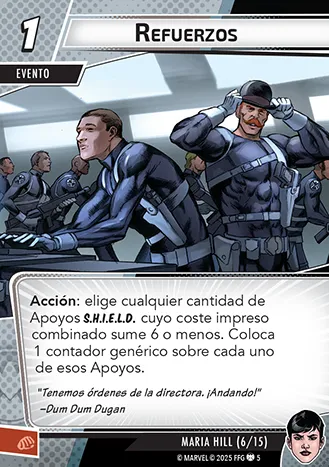 1
REFUERZOS
EVENTO
Acción: elige cualquier cantidad de
Apoyos S.H.I.E.L.D. cuyo coste impreso
combinado sume 6 o menos. Coloca
1 contador genérico sobre cada uno
de esos Apoyos.
"Tenemos órdenes de la directora. ¡Andando!"
–Dum Dum Dugan
MARIA HILL (6/15)
© MARVEL © 2025 FFG 5